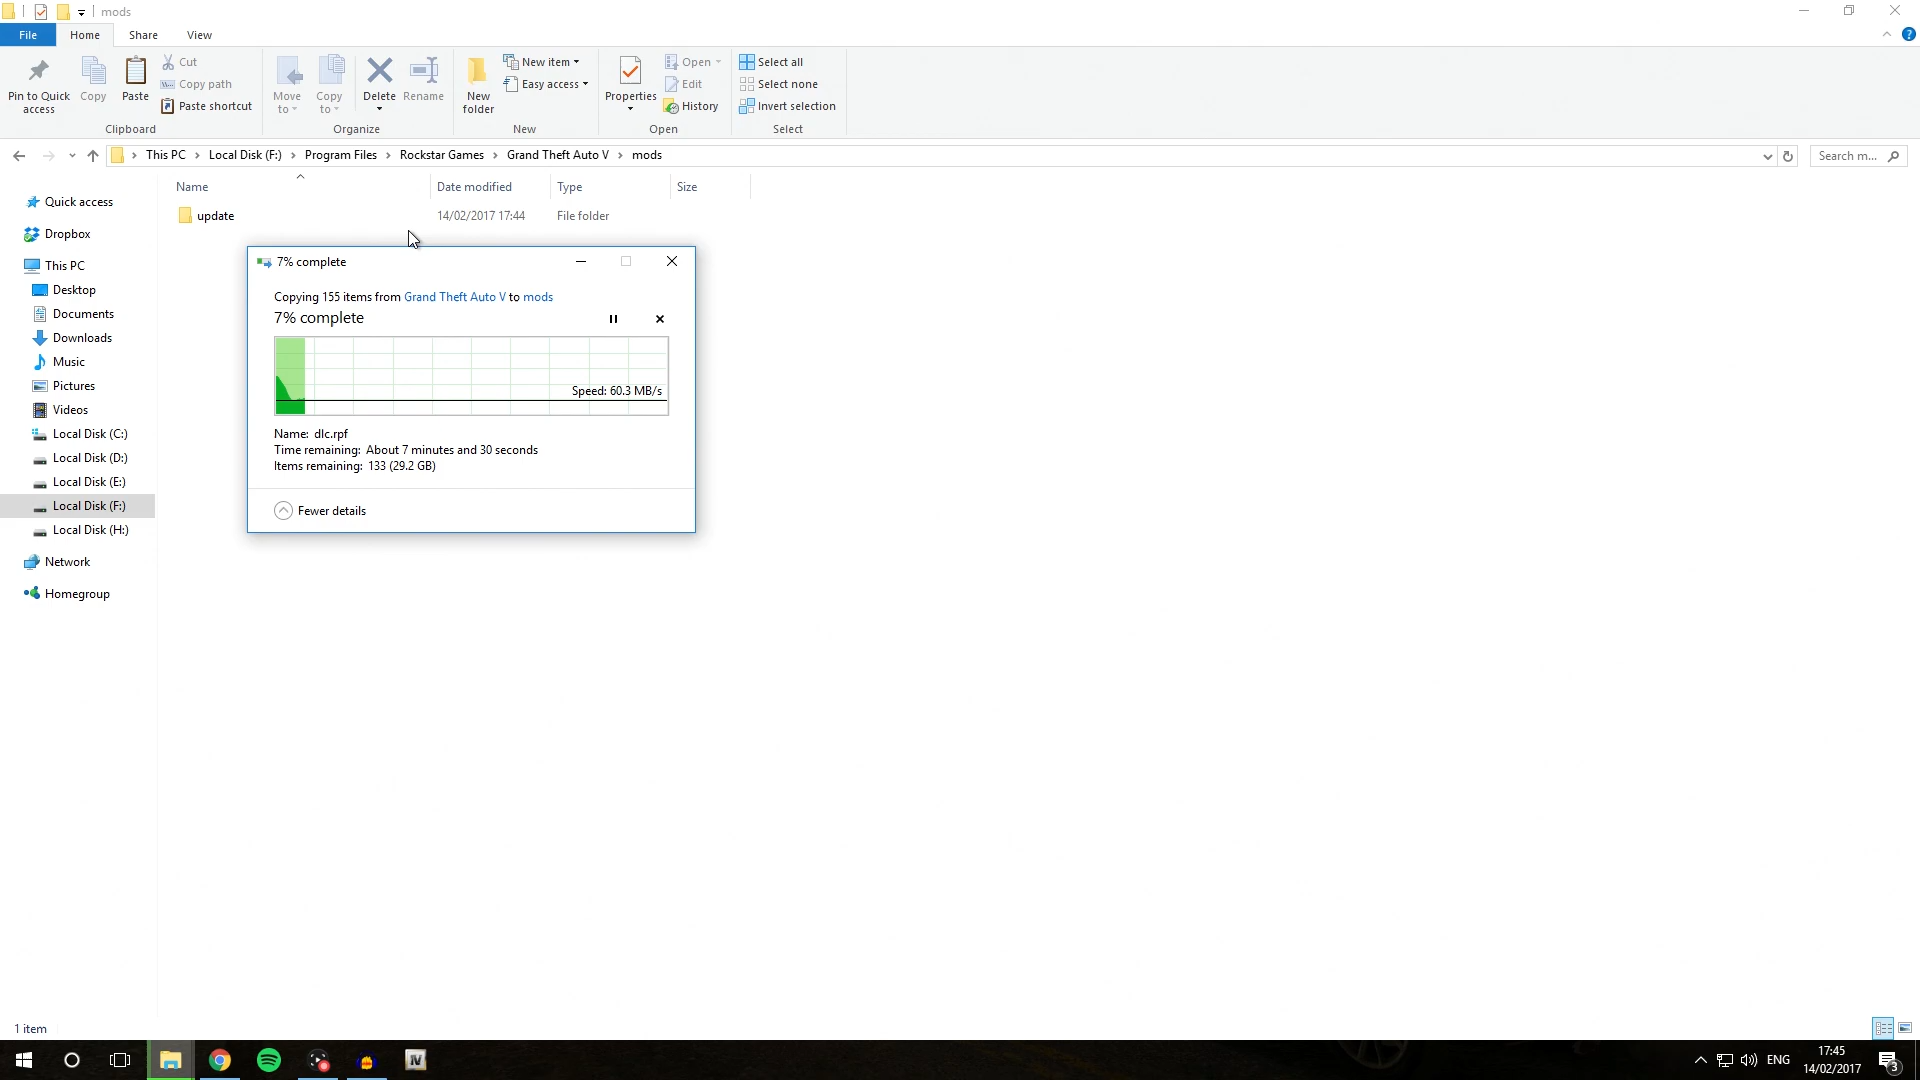 mods
File Home Share View
Pin to Quick access
Copy
Paste
Cut
Copy path
Paste shortcut
Clipboard
Move to
Copy to
Delete
Rename
Organize
New folder
New item
Easy access
New
Properties
Open
Edit
History
Open
Select all
Select none
Invert selection
Select
This PC Local Disk (F:) Program Files Rockstar Games Grand Theft Auto V mods
Search m...
Name Date modified Type Size
update 14/02/2017 17:44 File folder
Quick access
Dropbox
This PC
Desktop
Documents
Downloads
Music
Pictures
Videos
Local Disk (C:)
Local Disk (D:)
Local Disk (E:)
Local Disk (F:)
Local Disk (H:)
Network
Homegroup
7% complete
Copying 155 items from Grand Theft Auto V to mods
7% complete
Speed: 60.3 MB/s
Name: dlc.rpf
Time remaining: About 7 minutes and 30 seconds
Items remaining: 133 (29.2 GB)
Fewer details
1 item
IV
ENG
17:45
14/02/2017
3